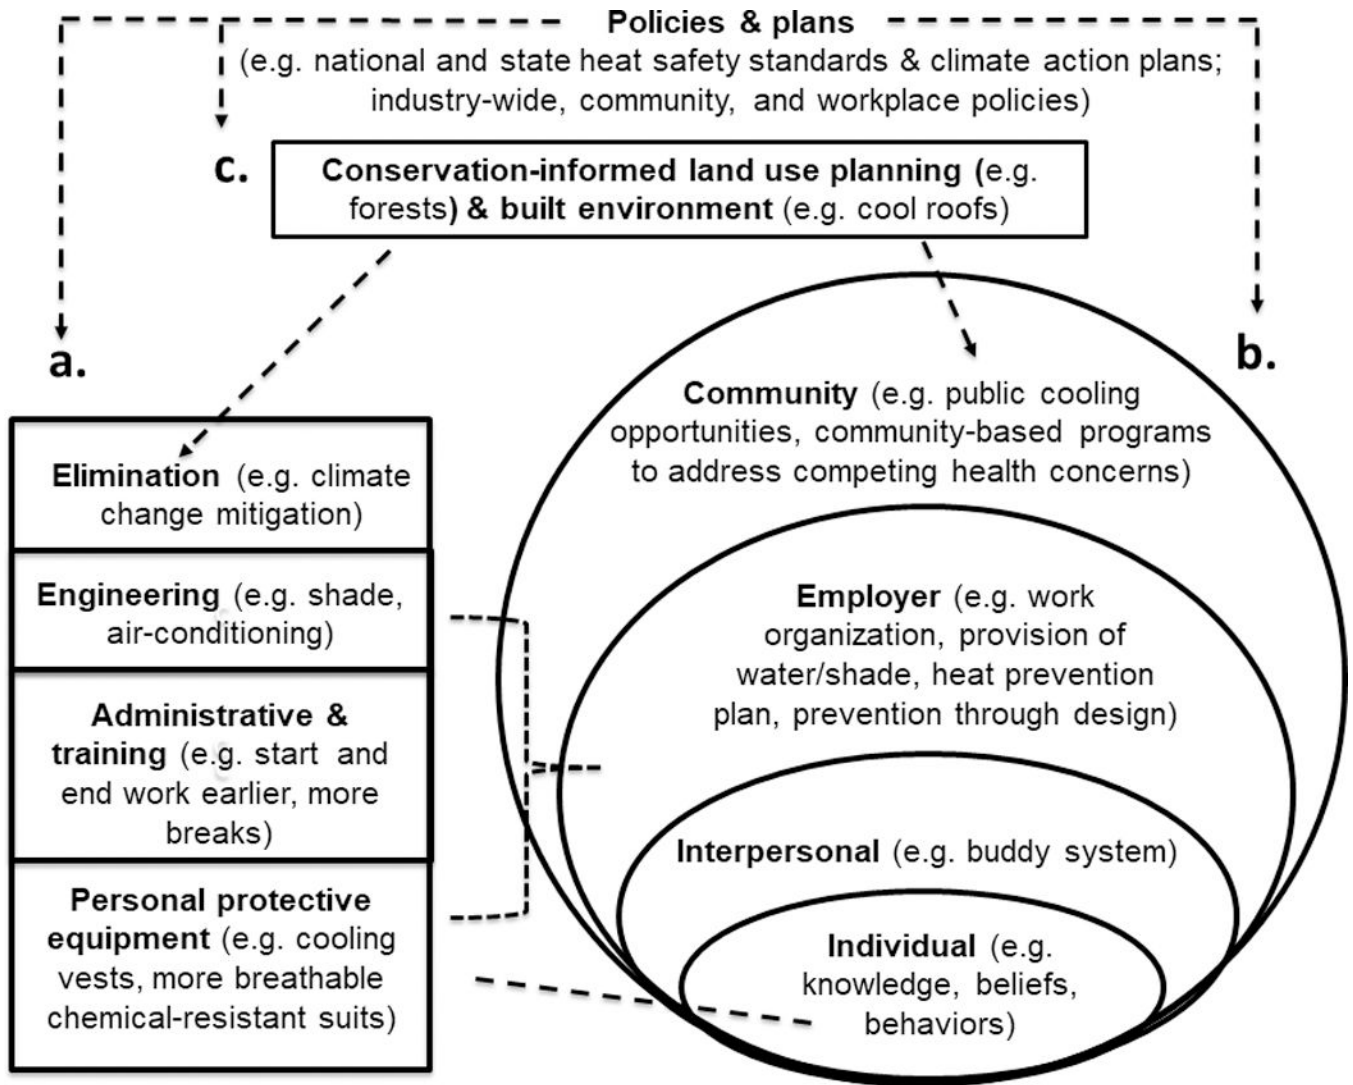 Policies & plans
(e.g. national and state heat safety standards & climate action plans;
industry-wide, community, and workplace policies)
c.
Conservation-informed land use planning (e.g.
forests) & built environment (e.g. cool roofs)
a.
b.
Elimination (e.g. climate
change mitigation)
Engineering (e.g. shade,
air-conditioning)
Administrative &
training (e.g. start and
end work earlier, more
breaks)
Personal protective
equipment (e.g. cooling
vests, more breathable
chemical-resistant suits)
Community (e.g. public cooling
opportunities, community-based programs
to address competing health concerns)
Employer (e.g. work
organization, provision of
water/shade, heat prevention
plan, prevention through design)
Interpersonal (e.g. buddy system)
Individual (e.g.
knowledge, beliefs,
behaviors)